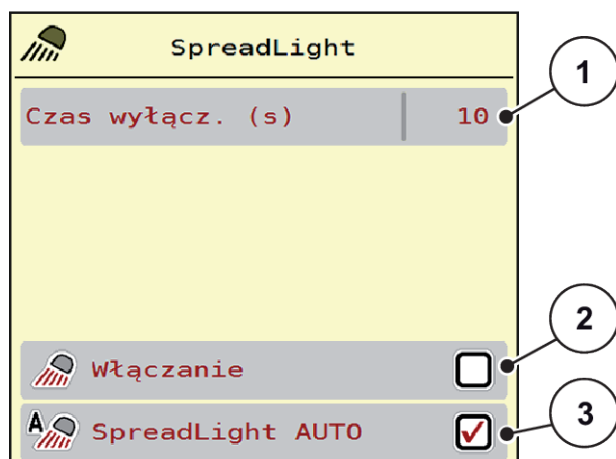 SpreadLight
1
Czas wyłącz. (s) 10
2
Włączanie
3
A
SpreadLight AUTO